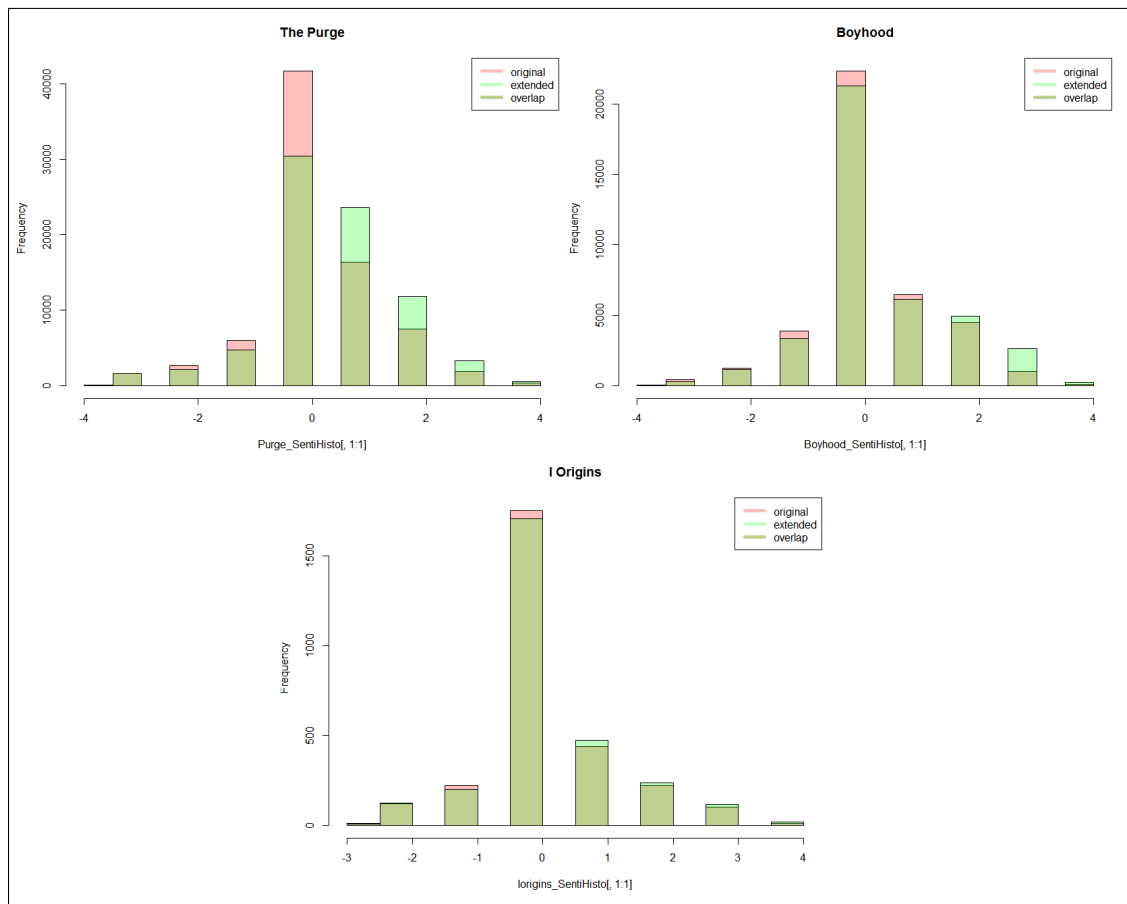 The Purge
original
extended
overlap
Frequency
0
10000
20000
30000
40000
-4
-2
0
2
4
Purge_SentiHisto[, 1:1]
Boyhood
original
extended
overlap
Frequency
0
5000
10000
15000
20000
-4
-2
0
2
4
Boyhood_SentiHisto[, 1:1]
I Origins
original
extended
overlap
Frequency
0
500
1000
1500
-3
-2
-1
0
1
2
3
4
Iorigins_SentiHisto[, 1:1]